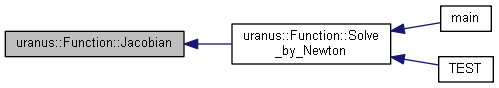 uranus::Function::Jacobian
uranus::Function::Solve
_by_Newton
main
TEST